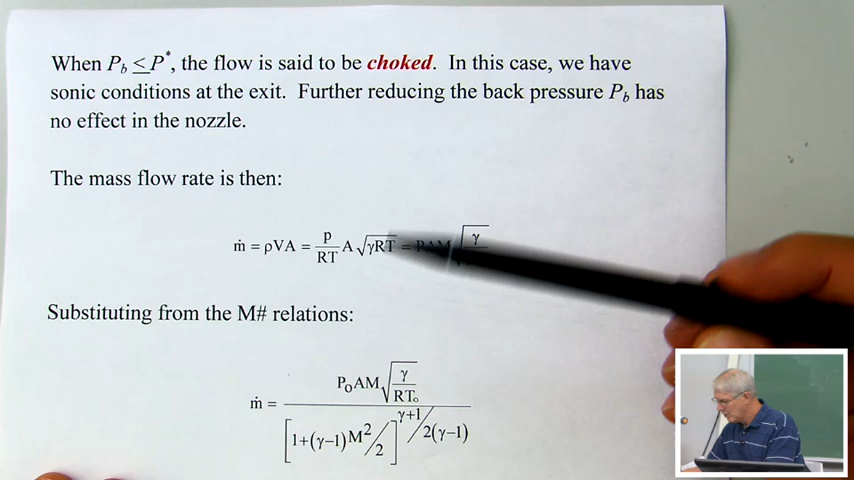 When P_b ≤ P*, the flow is said to be choked. In this case, we have
sonic conditions at the exit. Further reducing the back pressure P_b has
no effect in the nozzle.
The mass flow rate is then:
ṁ = ρVA = p/RT A√γRT = √γ
Substituting from the M# relations:
ṁ = P₀AM√(γ/RT₀) / [1+(γ−1)M²/2]^(γ+1/2(γ−1))